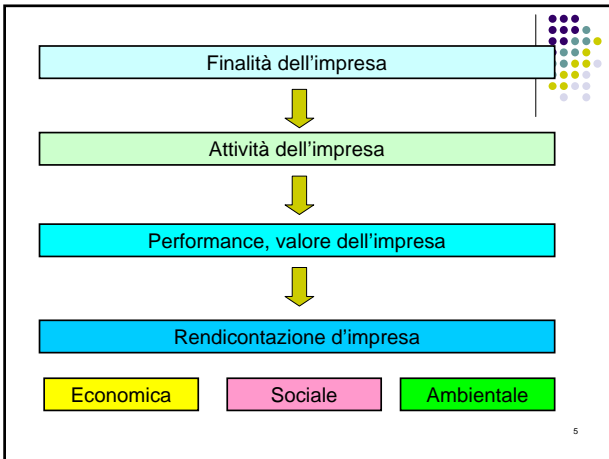 Finalità dell'impresa
Attività dell'impresa
Performance, valore dell'impresa
Rendicontazione d'impresa
Economica
Sociale
Ambientale
5